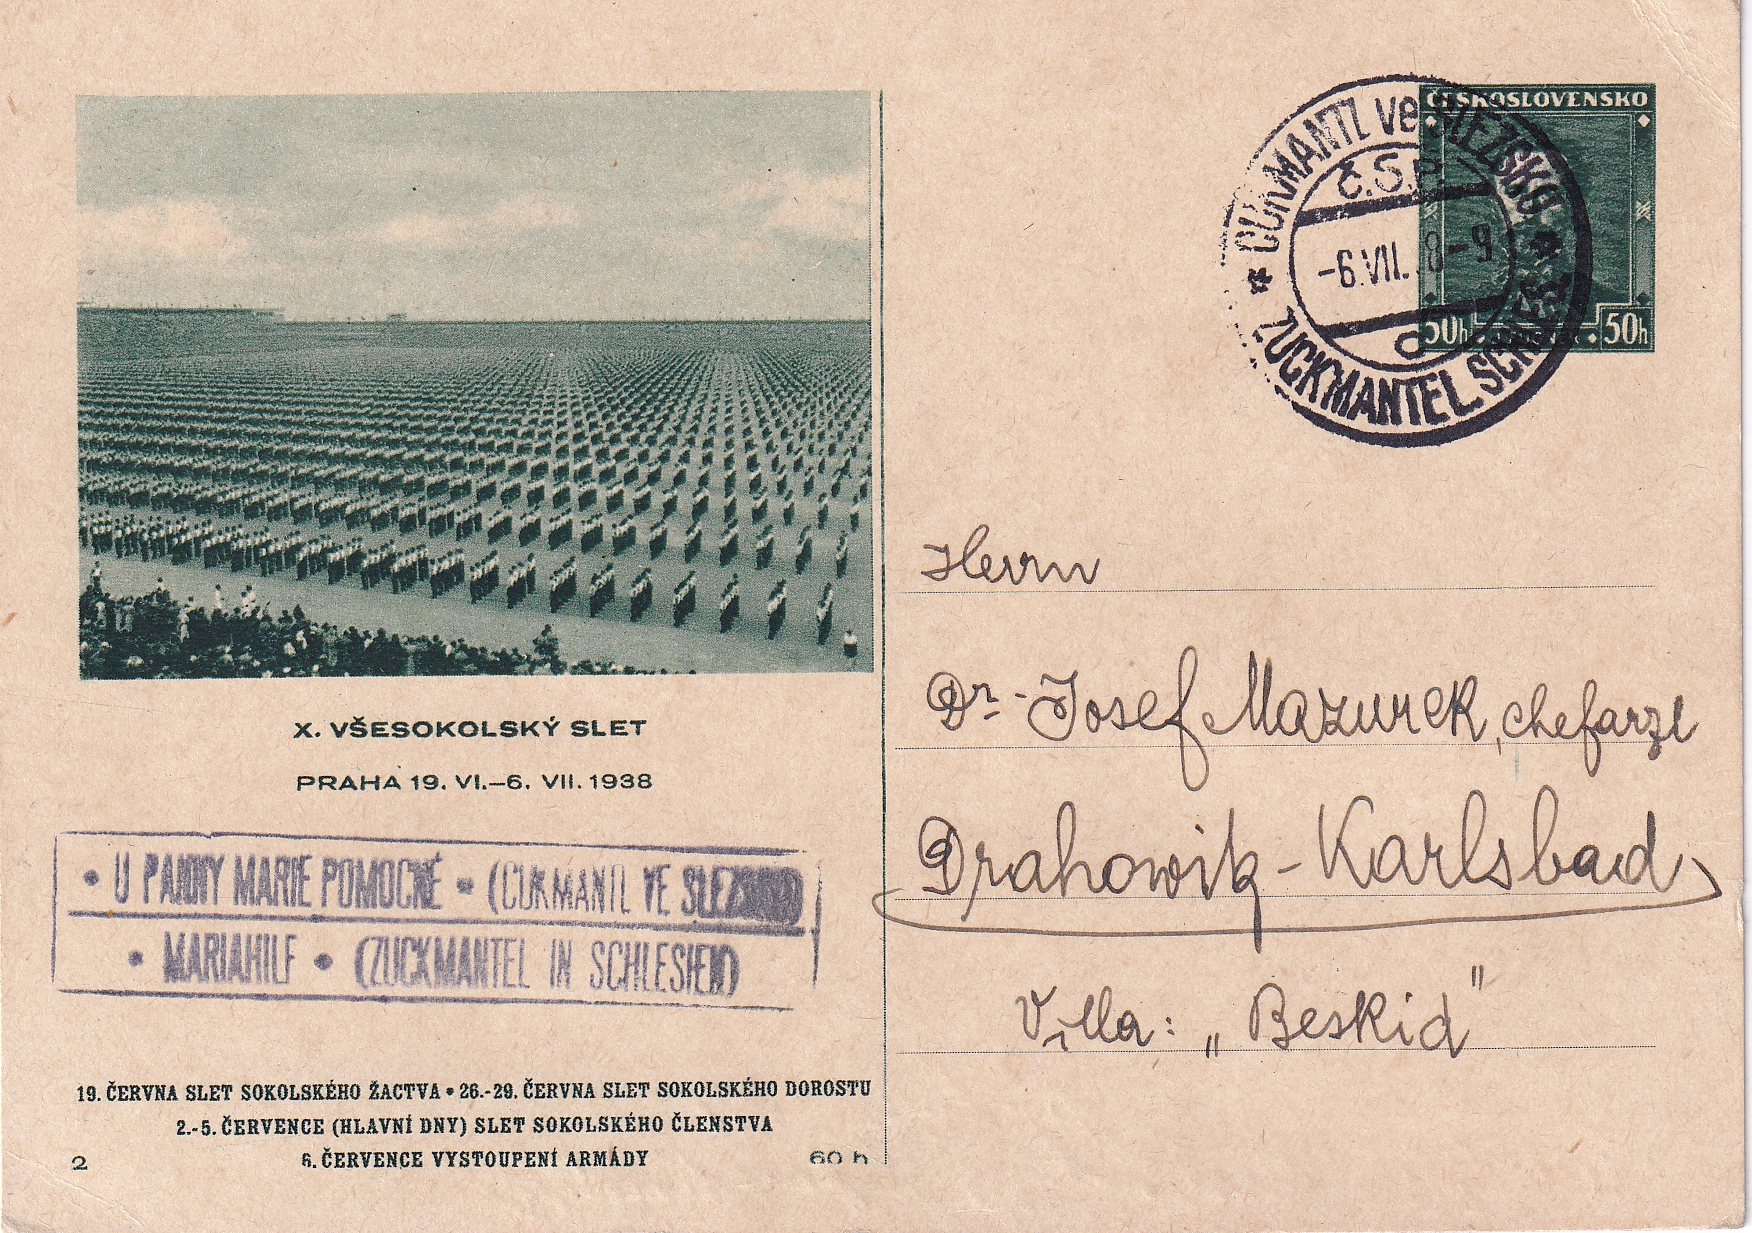 ČESKOSLOVENSKO
50h 50h
CUKMANTL VE SLEZSKU
Č.S.R.
-6.VII. 8-9
ZUCKMANTEL SCHLES.
X. VŠESOKOLSKÝ SLET
PRAHA 19. VI.–6. VII. 1938
• U PANNY MARIE POMOCNÉ • (CUKMANTL VE SLEZSKU)
• MARIAHILF • (ZUCKMANTEL IN SCHLESIEN)
19. ČERVNA SLET SOKOLSKÉHO ŽACTVA • 26.-29. ČERVNA SLET SOKOLSKÉHO DOROSTU
2.-5. ČERVENCE (HLAVNÍ DNY) SLET SOKOLSKÉHO ČLENSTVA
6. ČERVENCE VYSTOUPENÍ ARMÁDY
2 60 h
Herrn
Dr. Josef Mazurek, Chefarzt
Drahowitz-Karlsbad
Villa: „Beskid"